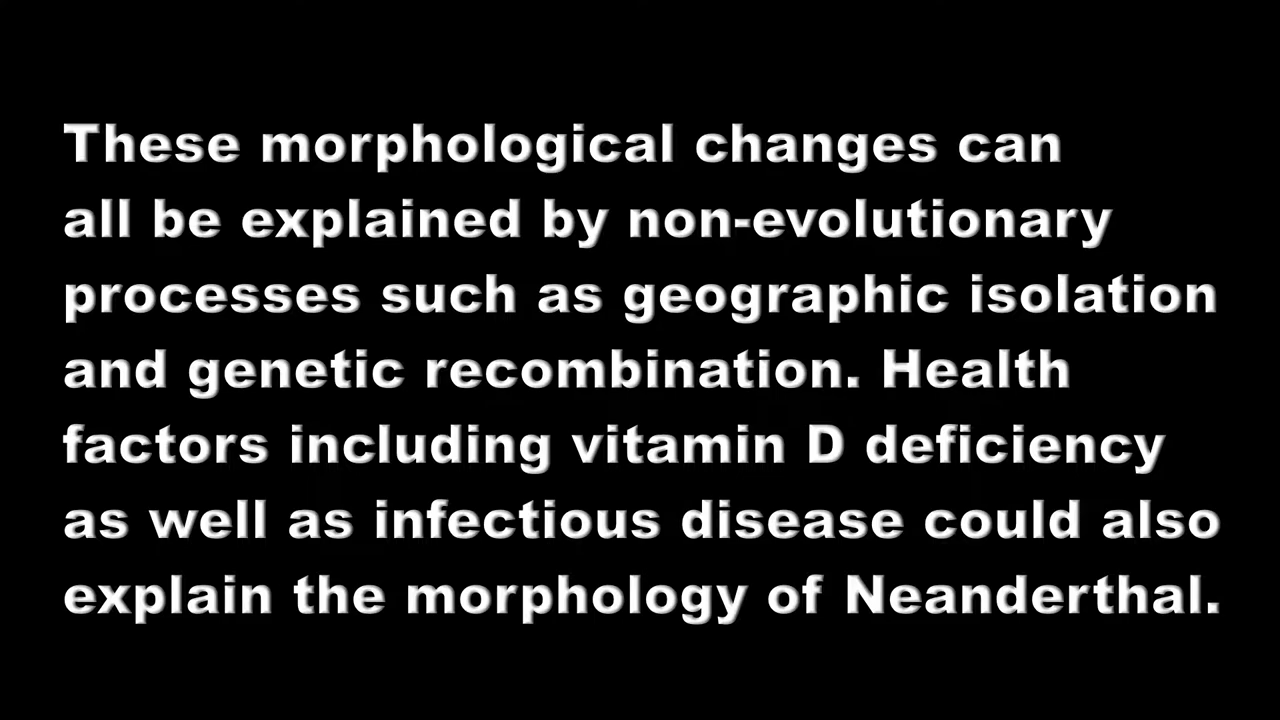 These morphological changes can
all be explained by non-evolutionary
processes such as geographic isolation
and genetic recombination. Health
factors including vitamin D deficiency
as well as infectious disease could also
explain the morphology of Neanderthal.